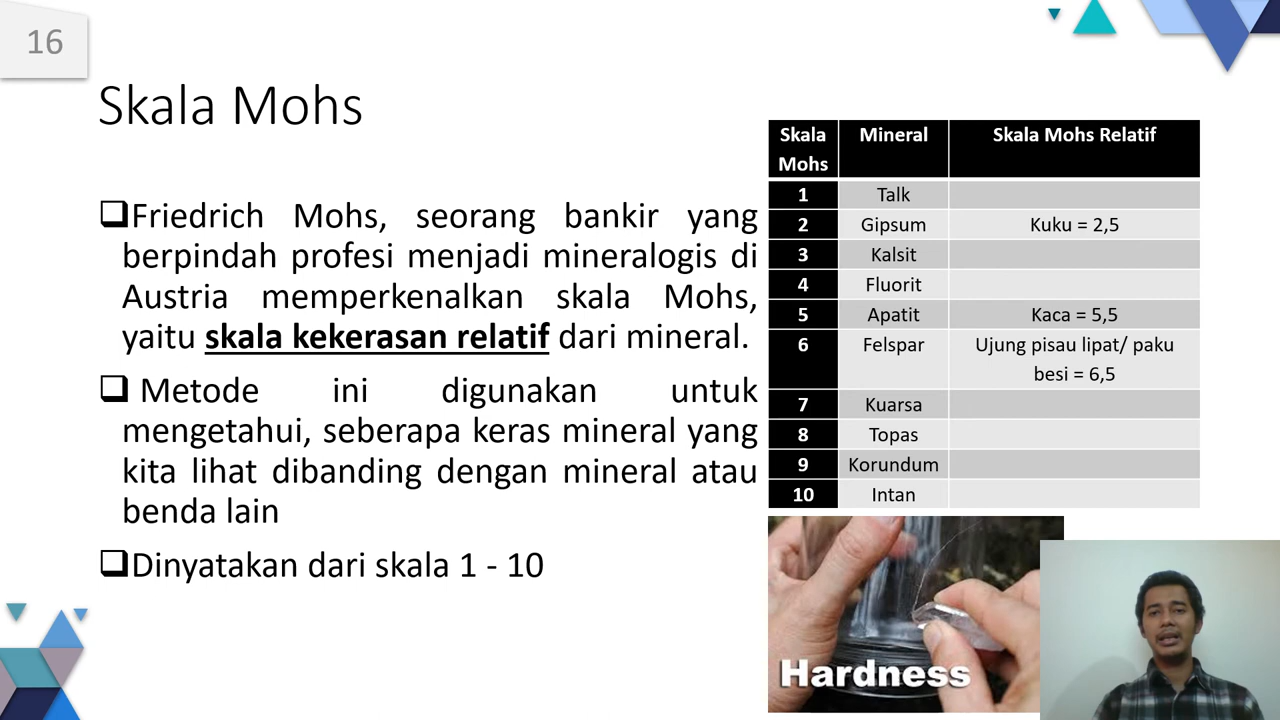 16
Skala Mohs
❑Friedrich Mohs, seorang bankir yang
berpindah profesi menjadi mineralogis di
Austria memperkenalkan skala Mohs,
yaitu skala kekerasan relatif dari mineral.
❑ Metode ini digunakan untuk
mengetahui, seberapa keras mineral yang
kita lihat dibanding dengan mineral atau
benda lain
❑Dinyatakan dari skala 1 - 10
Skala Mohs Mineral Skala Mohs Relatif
1 Talk
2 Gipsum Kuku = 2,5
3 Kalsit
4 Fluorit
5 Apatit Kaca = 5,5
6 Felspar Ujung pisau lipat/ paku
besi = 6,5
7 Kuarsa
8 Topas
9 Korundum
10 Intan
Hardness